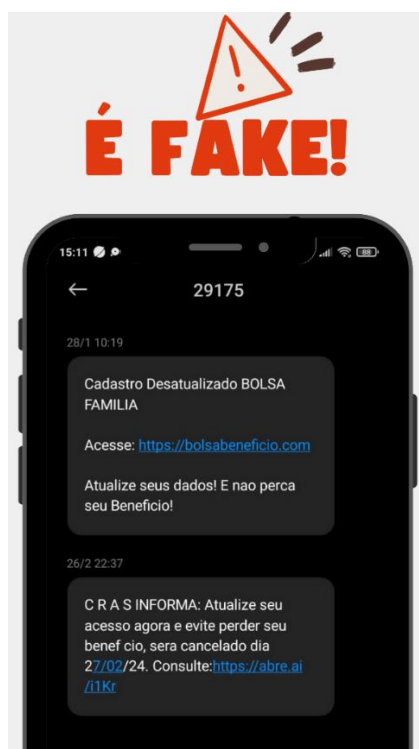 É FAKE!
15:11
88
29175
28/1 10:19
Cadastro Desatualizado BOLSA
FAMILIA
Acesse: https://bolsabeneficio.com
Atualize seus dados! E nao perca
seu Beneficio!
26/2 22:37
C R A S INFORMA: Atualize seu
acesso agora e evite perder seu
benef cio, sera cancelado dia
27/02/24. Consulte:https://abre.ai
/i1Kr